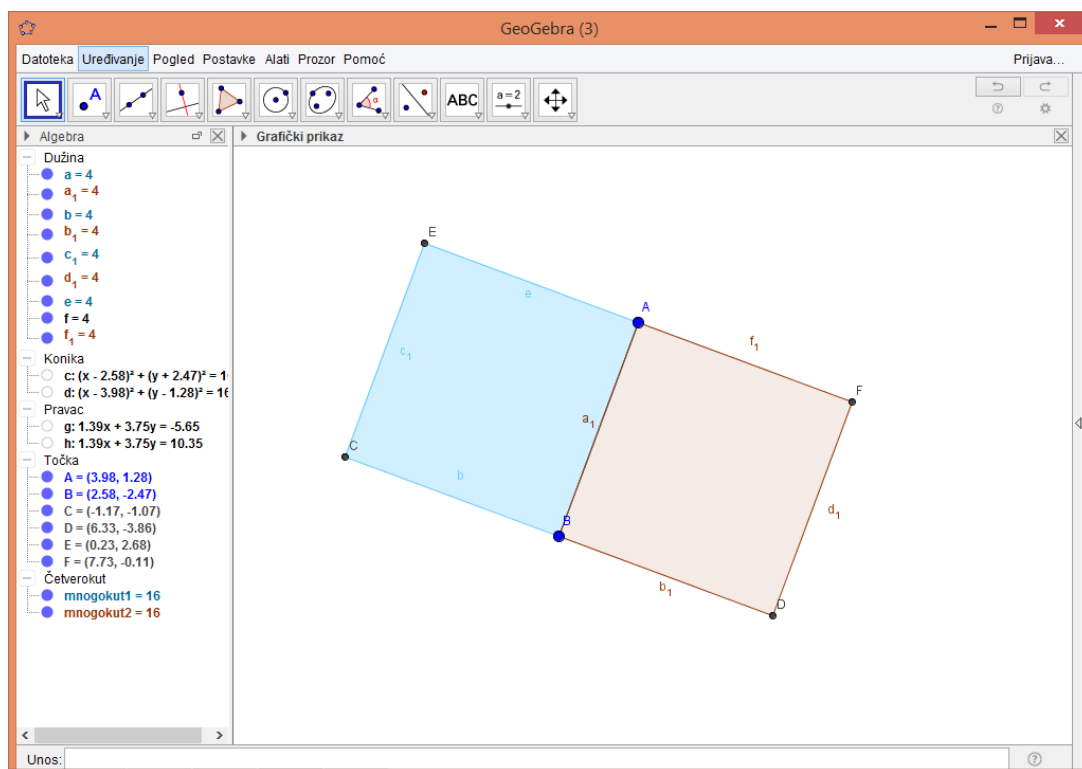 GeoGebra (3)
Datoteka Uređivanje Pogled Postavke Alati Prozor Pomoć Prijava...
A α ABC a = 2
Algebra
Grafički prikaz
Dužina
a = 4
a₁ = 4
b = 4
b₁ = 4
c₁ = 4
d₁ = 4
e = 4
f = 4
f₁ = 4
Konika
c: (x - 2.58)² + (y + 2.47)² = 1
d: (x - 3.98)² + (y - 1.28)² = 16
Pravac
g: 1.39x + 3.75y = -5.65
h: 1.39x + 3.75y = 10.35
Točka
A = (3.98, 1.28)
B = (2.58, -2.47)
C = (-1.17, -1.07)
D = (6.33, -3.86)
E = (0.23, 2.68)
F = (7.73, -0.11)
Četverokut
mnogokut1 = 16
mnogokut2 = 16
E
e
A
f₁
c₁
F
a₁
C
b
B
d₁
b₁
D
Unos: